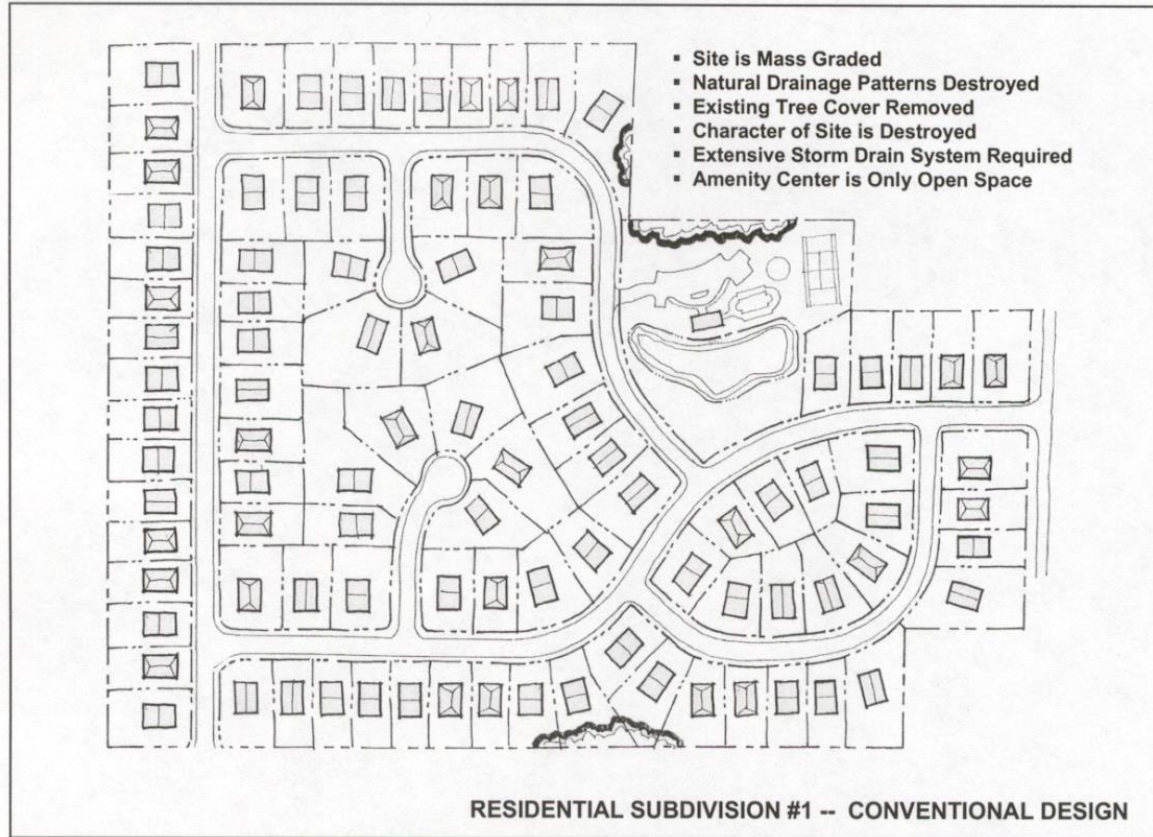 ▪ Site is Mass Graded
▪ Natural Drainage Patterns Destroyed
▪ Existing Tree Cover Removed
▪ Character of Site is Destroyed
▪ Extensive Storm Drain System Required
▪ Amenity Center is Only Open Space
RESIDENTIAL SUBDIVISION #1 -- CONVENTIONAL DESIGN